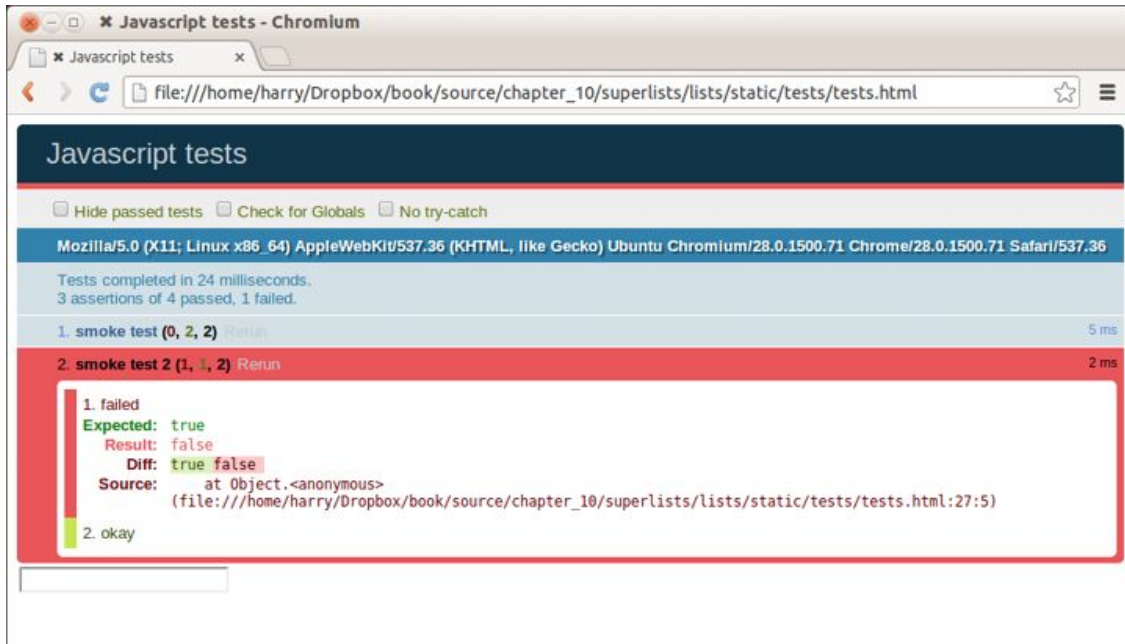 ✖ Javascript tests - Chromium
✖ Javascript tests
file:///home/harry/Dropbox/book/source/chapter_10/superlists/lists/static/tests/tests.html
Javascript tests
Hide passed tests Check for Globals No try-catch
Mozilla/5.0 (X11; Linux x86_64) AppleWebKit/537.36 (KHTML, like Gecko) Ubuntu Chromium/28.0.1500.71 Chrome/28.0.1500.71 Safari/537.36
Tests completed in 24 milliseconds.
3 assertions of 4 passed, 1 failed.
1. smoke test (0, 2, 2) Rerun 5 ms
2. smoke test 2 (1, 1, 2) Rerun 2 ms
1. failed
Expected: true
Result: false
Diff: true false
Source: at Object.<anonymous>
(file:///home/harry/Dropbox/book/source/chapter_10/superlists/lists/static/tests/tests.html:27:5)
2. okay